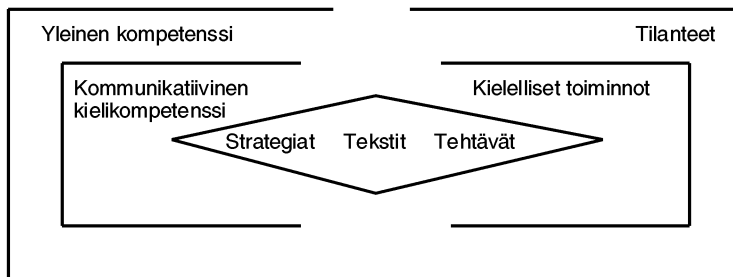 Yleinen kompetenssi
Tilanteet
Kommunikatiivinen
kielikompetenssi
Kielelliset toiminnot
Strategiat Tekstit Tehtävät